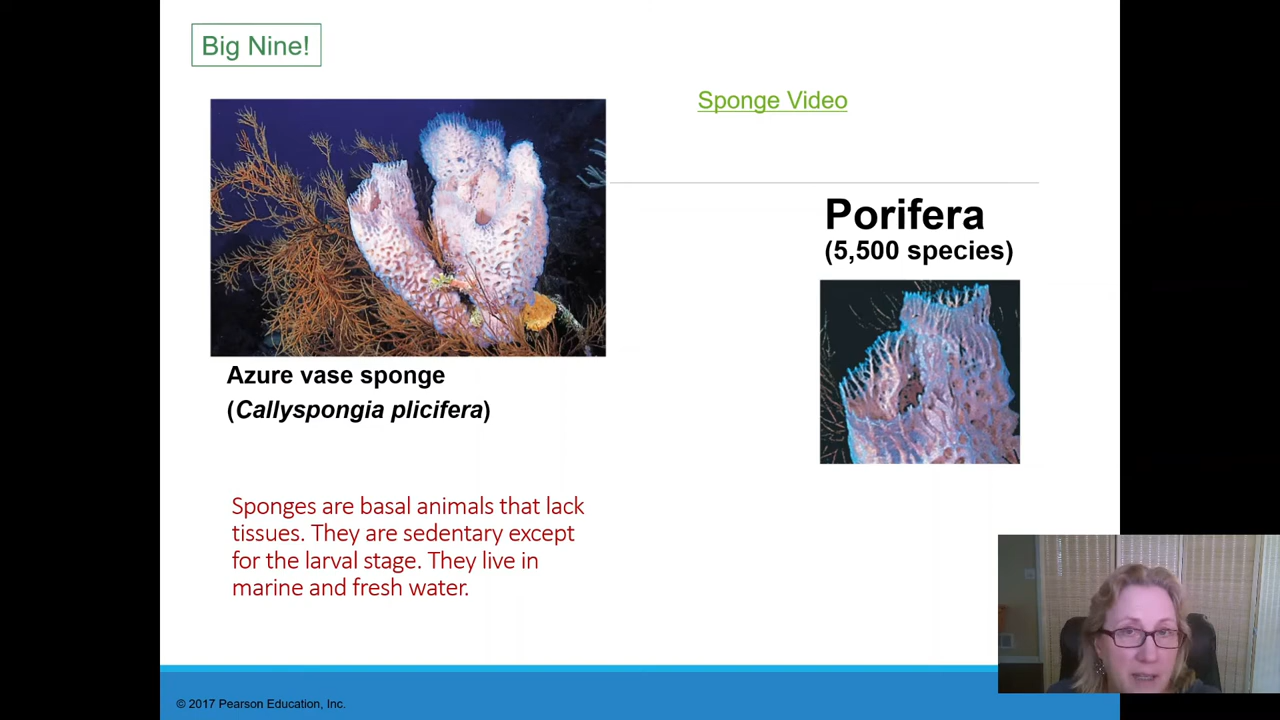 Big Nine!
Sponge Video
Porifera
(5,500 species)
Azure vase sponge
(Callyspongia plicifera)
Sponges are basal animals that lack
tissues. They are sedentary except
for the larval stage. They live in
marine and fresh water.
© 2017 Pearson Education, Inc.